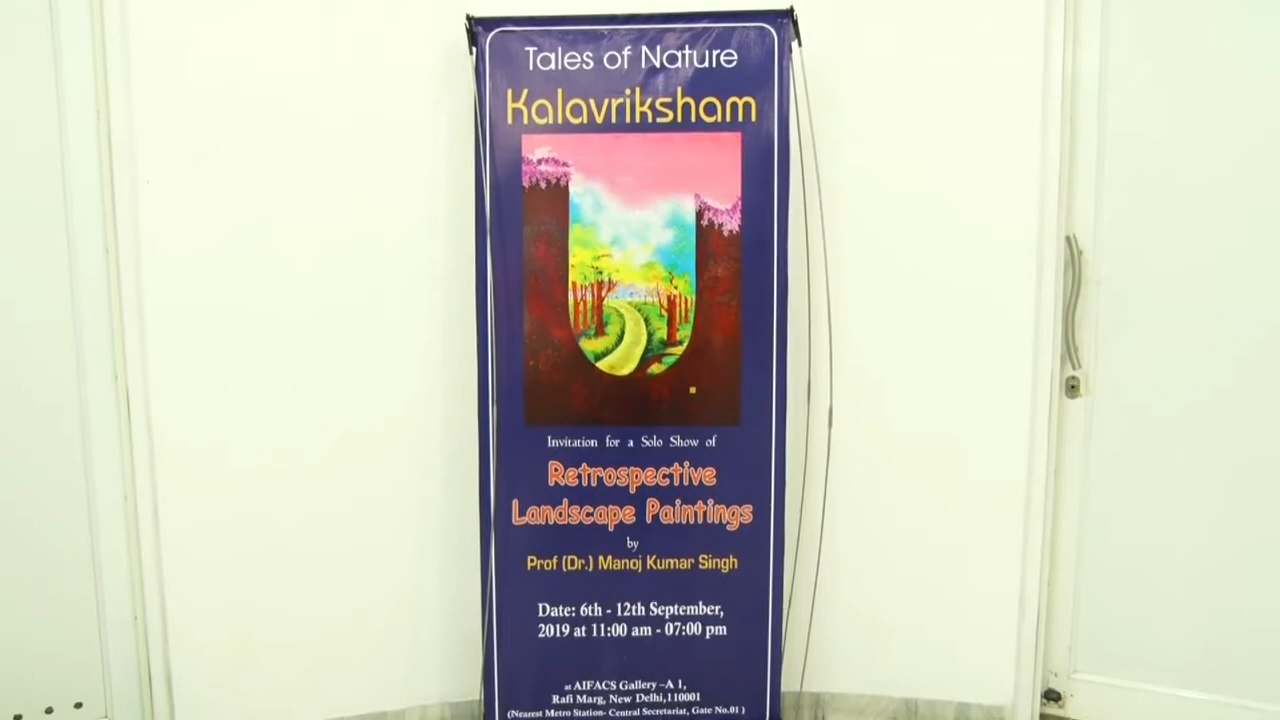 Tales of Nature
Kalavriksham
Invitation for a Solo Show of
Retrospective
Landscape Paintings
by
Prof (Dr.) Manoj Kumar Singh
Date: 6th - 12th September,
2019 at 11:00 am - 07:00 pm
at AIFACS Gallery –A 1,
Rafi Marg, New Delhi,110001
(Nearest Metro Station- Central Secretariat, Gate No.01 )